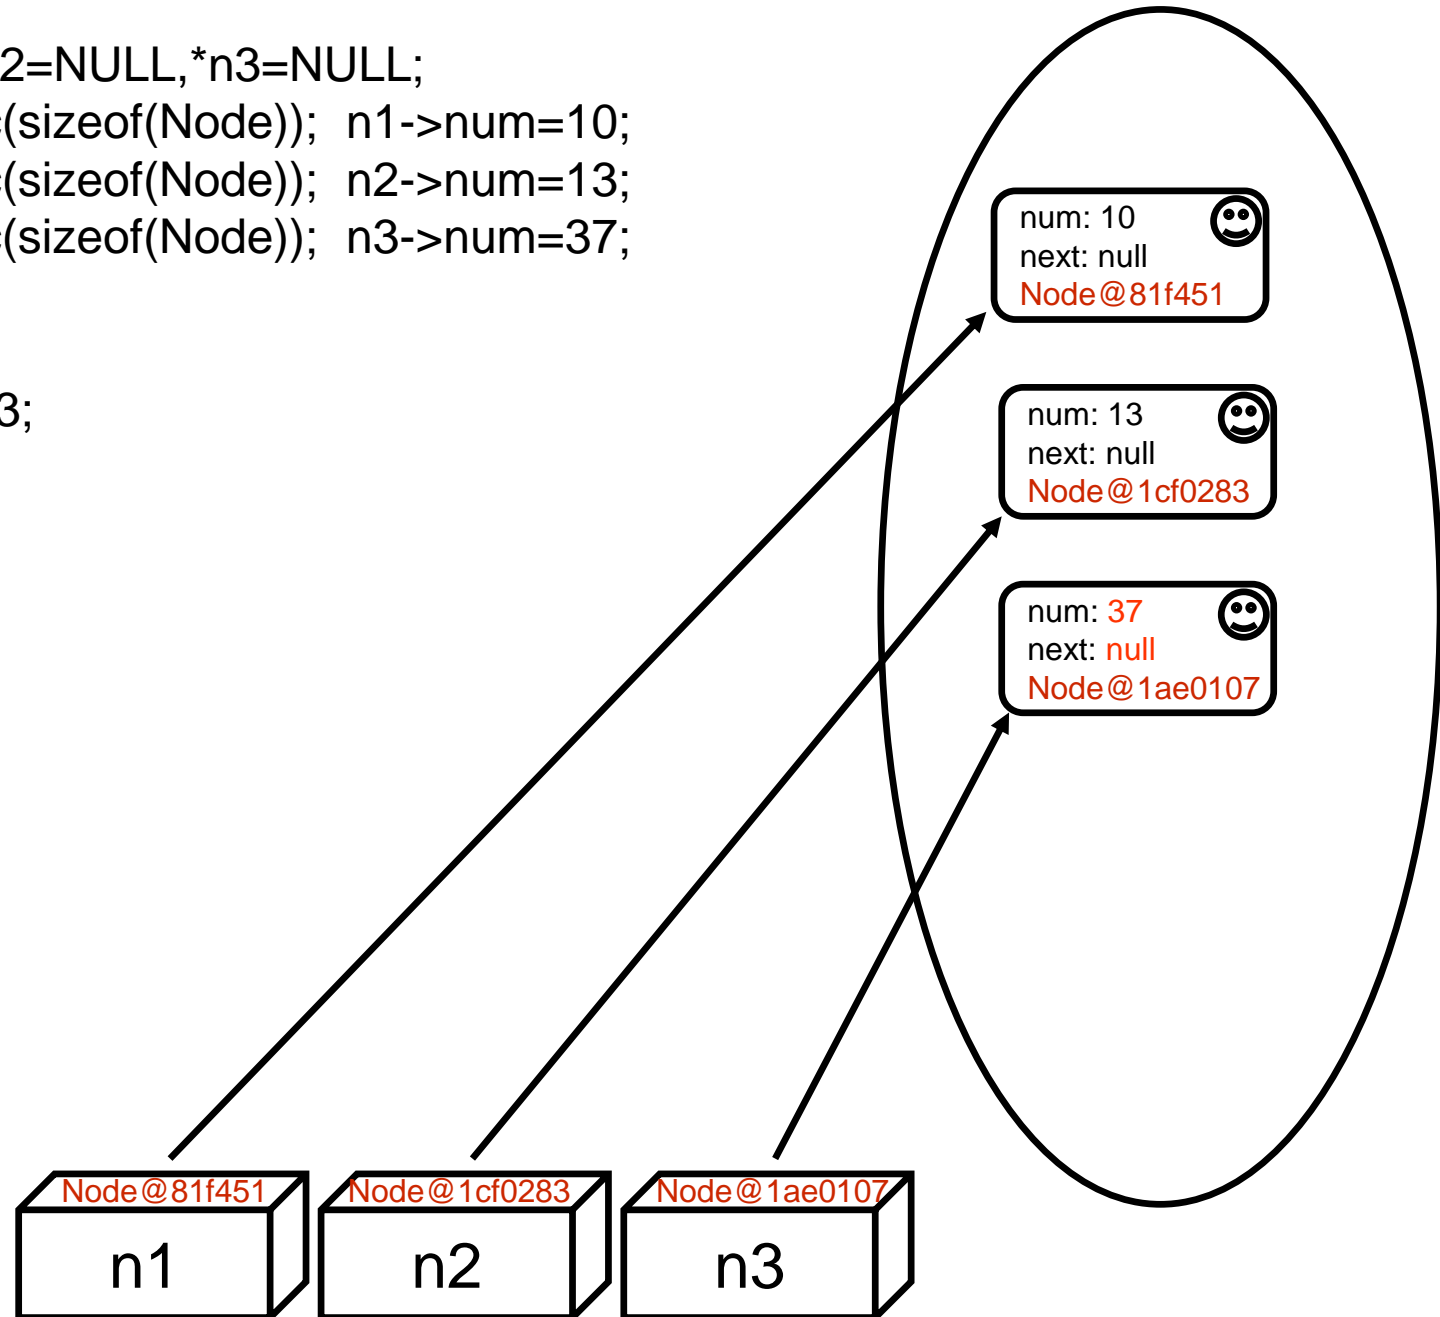 2=NULL,*n3=NULL;
c(sizeof(Node)); n1->num=10;
c(sizeof(Node)); n2->num=13;
c(sizeof(Node)); n3->num=37;
3;
num: 10
next: null
Node@81f451
num: 13
next: null
Node@1cf0283
num: 37
next: null
Node@1ae0107
Node@81f451
n1
Node@1cf0283
n2
Node@1ae0107
n3